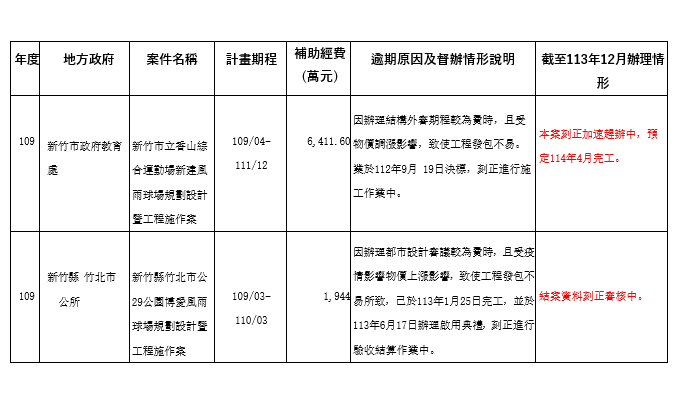 年度 地方政府 案件名稱 計畫期程 補助經費(萬元) 逾期原因及督辦情形說明 截至113年12月辦理情形
109
新竹市政府教育
處
新竹市立香山綜
合運動場新建風
雨球場規劃設計
暨工程施作案
109/04-
111/12
6,411.60
因辦理結構外審期程較為費時，且受
物價調漲影響，致使工程發包不易。
業於112年9月 19日決標，刻正進行施
工作業中。
本案刻正加速趕辦中，預
定114年4月完工。
109
新竹縣 竹北市
公所
新竹縣竹北市公
29公園博愛風雨
球場規劃設計暨
工程施作案
109/03-
110/03
1,944
因辦理都市設計審議較為費時，且受疫
情影響物價上漲影響，致使工程發包不
易所致，已於113年1月25日完工，並於
113年6月17日辦理啟用典禮，刻正進行
驗收結算作業中。
結案資料刻正審核中。